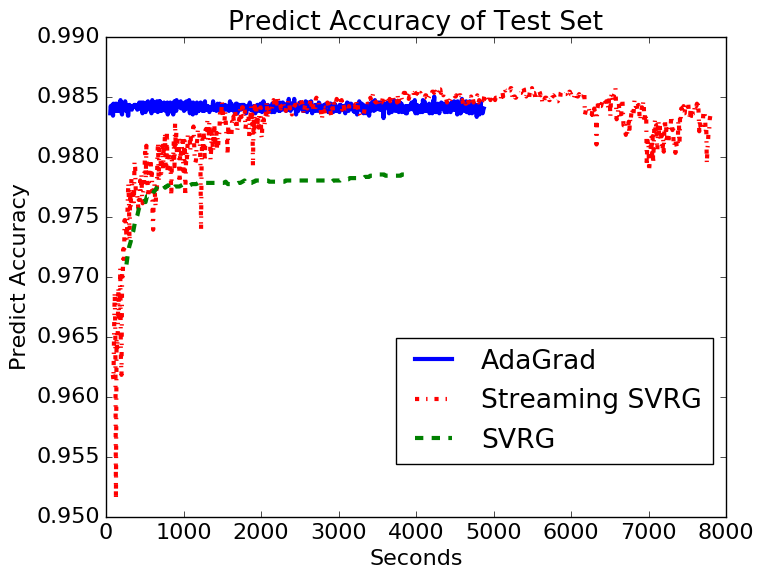 Predict Accuracy of Test Set
0.990
0.985
0.980
0.975
0.970
0.965
0.960
0.955
0.950
Predict Accuracy
AdaGrad
Streaming SVRG
SVRG
0 1000 2000 3000 4000 5000 6000 7000 8000
Seconds